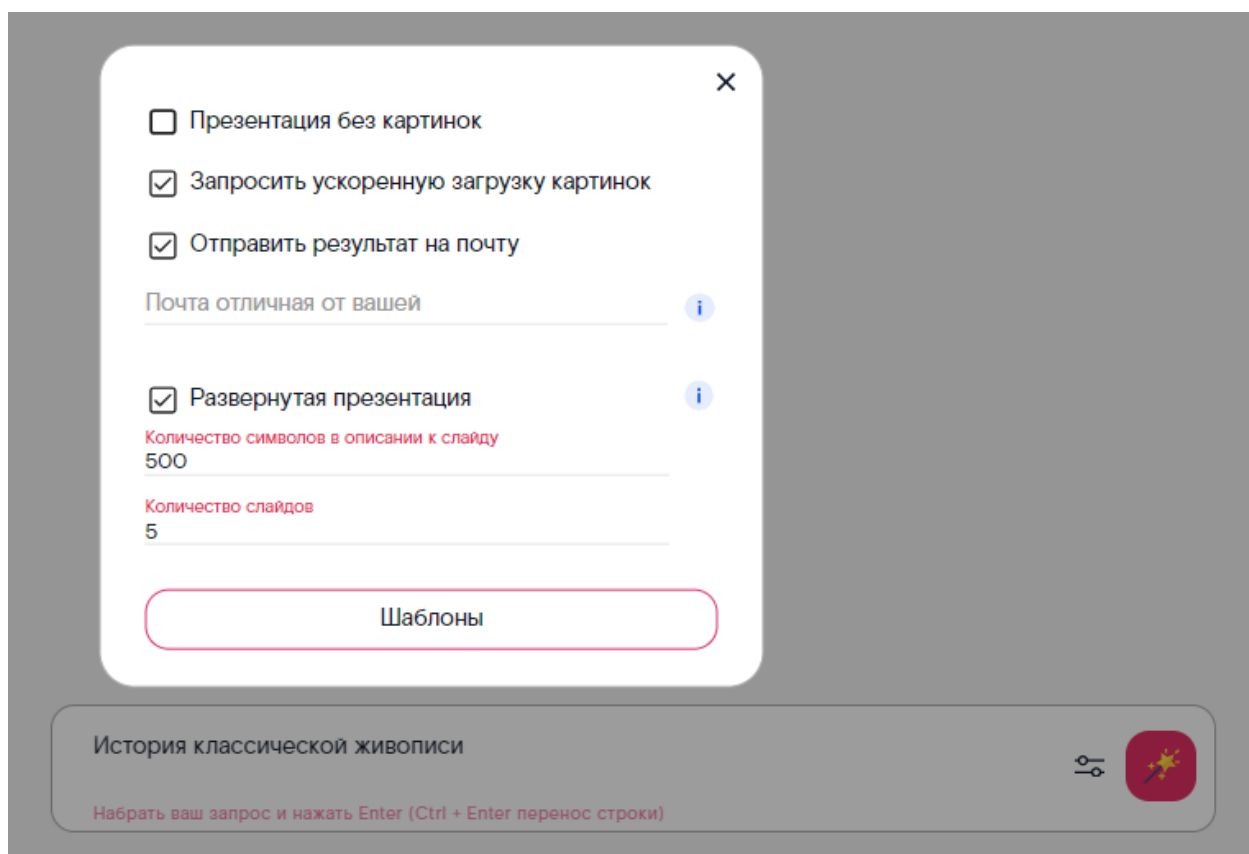 Презентация без картинок
Запросить ускоренную загрузку картинок
Отправить результат на почту
Почта отличная от вашей
i
Развернутая презентация
i
Количество символов в описании к слайду
500
Количество слайдов
5
Шаблоны
История классической живописи
Набрать ваш запрос и нажать Enter (Ctrl + Enter перенос строки)